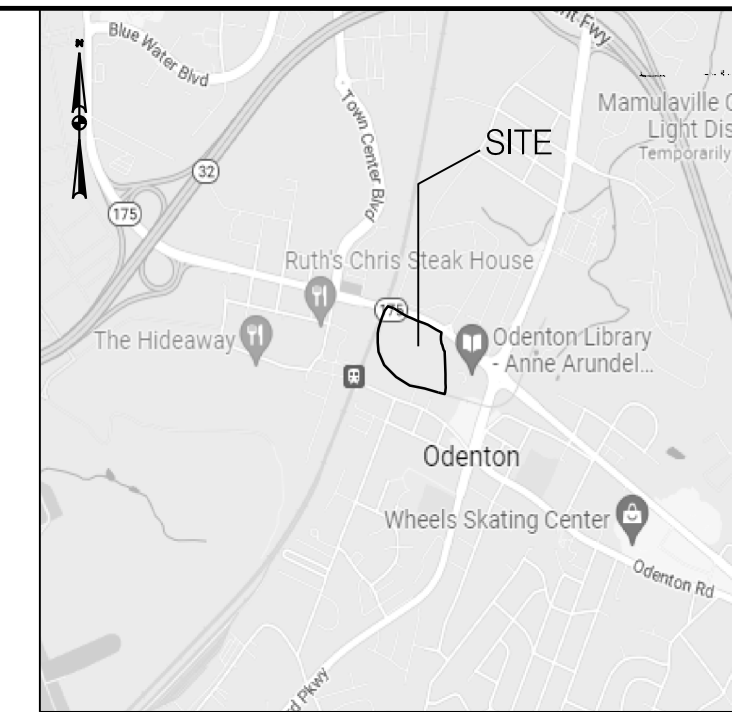 Blue Water Blvd
Town Center Blvd
32
175
SITE
Mamulaville
Light Dis
Temporarily
Ruth's Chris Steak House
175
The Hideaway
Odenton Library
- Anne Arundel...
Odenton
Wheels Skating Center
Odenton Rd
Pkwy